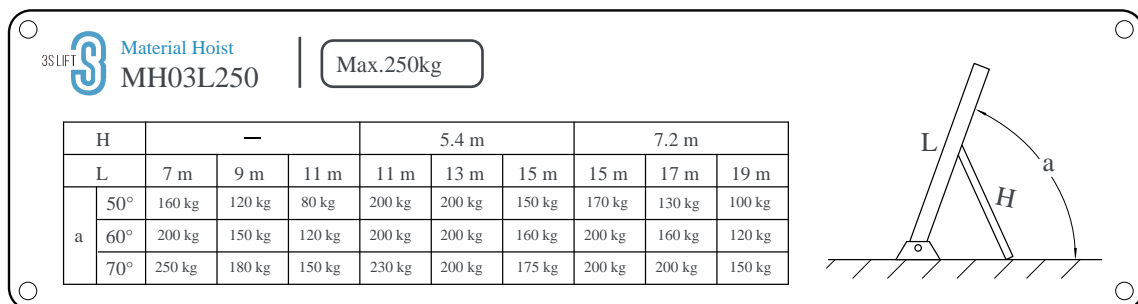 3S LIFT
Material Hoist
MH03L250
Max.250kg
H — 5.4 m 7.2 m
L 7 m 9 m 11 m 11 m 13 m 15 m 15 m 17 m 19 m
a 50° 160 kg 120 kg 80 kg 200 kg 200 kg 150 kg 170 kg 130 kg 100 kg
60° 200 kg 150 kg 120 kg 200 kg 200 kg 160 kg 200 kg 160 kg 120 kg
70° 250 kg 180 kg 150 kg 230 kg 200 kg 175 kg 200 kg 200 kg 150 kg
L
a
H